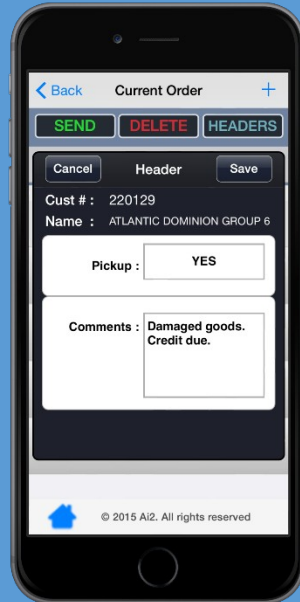 Back Current Order +
SEND DELETE HEADERS
Cancel Header Save
Cust # : 220129
Name : ATLANTIC DOMINION GROUP 6
Pickup : YES
Comments : Damaged goods.
Credit due.
© 2015 Ai2. All rights reserved